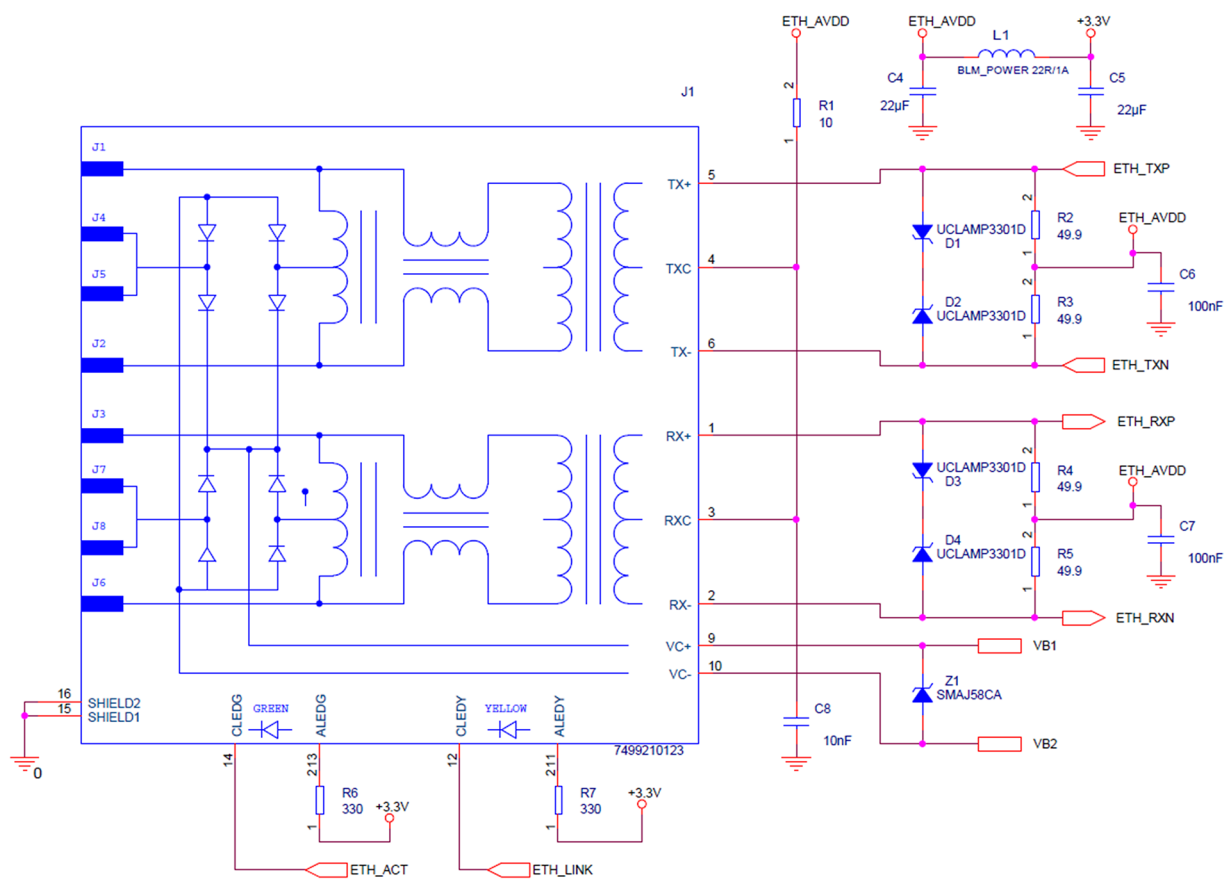 ETH_AVDD
ETH_AVDD
L1
+3.3V
BLM_POWER 22R/1A
C4
22µF
C5
22µF
J1
2
R1
10
1
J1
J4
J5
J2
J3
J7
J8
J6
TX+
5
TXC
4
TX-
6
RX+
1
RXC
3
RX-
2
VC+
9
VC-
10
ETH_TXP
UCLAMP3301D
D1
D2
UCLAMP3301D
2
R2
49.9
1
2
R3
49.9
1
ETH_AVDD
C6
100nF
ETH_TXN
ETH_RXP
UCLAMP3301D
D3
D4
UCLAMP3301D
2
R4
49.9
1
2
R5
49.9
1
ETH_AVDD
C7
100nF
ETH_RXN
VB1
Z1
SMAJ58CA
VB2
C8
10nF
16
SHIELD2
15
SHIELD1
0
CLEDG
GREEN
ALEDG
CLEDY
YELLOW
ALEDY
7499210123
14
213
12
211
R6
330
1
+3.3V
R7
330
1
+3.3V
ETH_ACT
ETH_LINK